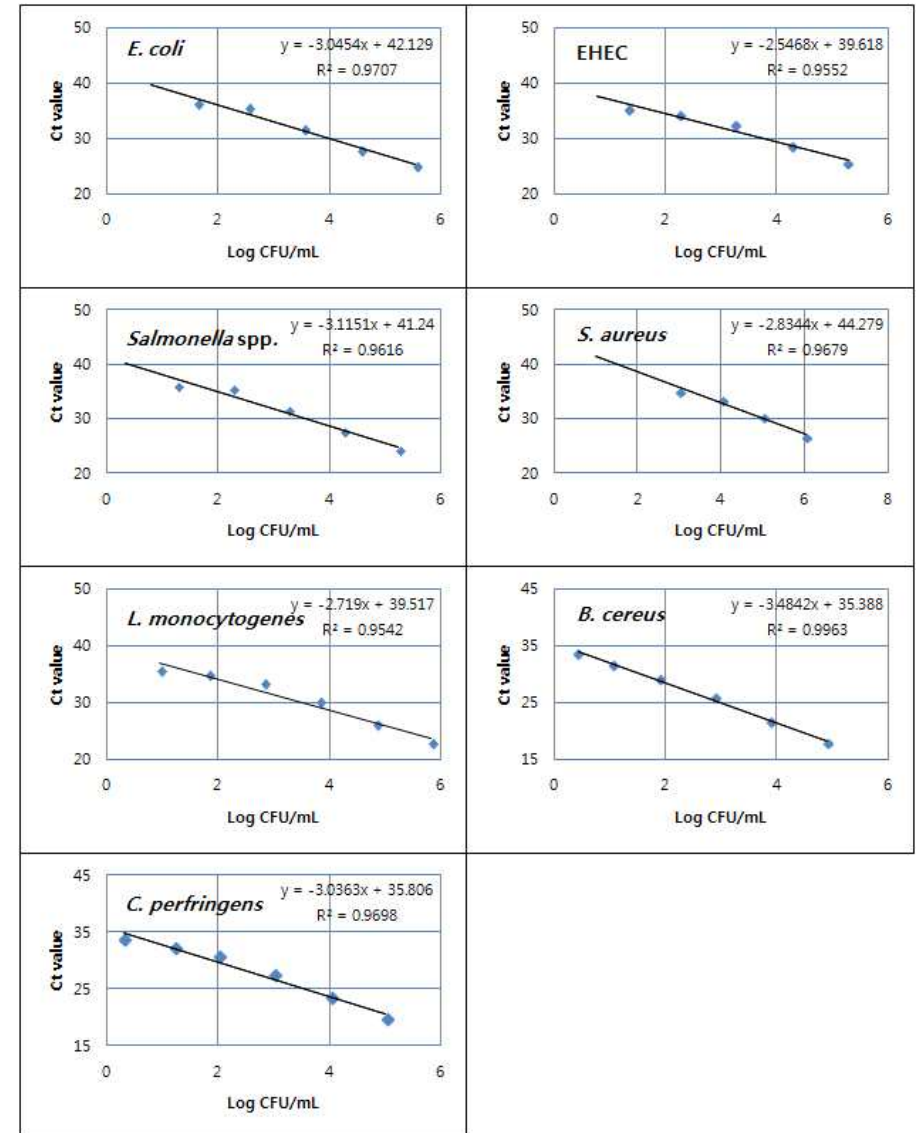 E. coli
y = -3.0454x + 42.129
R² = 0.9707
50
40
30
20
Ct value
0 2 4 6
Log CFU/mL
EHEC
y = -2.5468x + 39.618
R² = 0.9552
50
40
30
20
Ct value
0 2 4 6
Log CFU/mL
Salmonella spp.
y = -3.1151x + 41.24
R² = 0.9616
50
40
30
20
Ct value
0 2 4 6
Log CFU/mL
S. aureus
y = -2.8344x + 44.279
R² = 0.9679
50
40
30
20
Ct value
0 2 4 6 8
Log CFU/mL
L. monocytogenes
y = -2.719x + 39.517
R² = 0.9542
50
40
30
20
Ct value
0 2 4 6
Log CFU/mL
B. cereus
y = -3.4842x + 35.388
R² = 0.9963
45
35
25
15
Ct value
0 2 4 6
Log CFU/mL
C. perfringens
y = -3.0363x + 35.806
R² = 0.9698
45
35
25
15
Ct value
0 2 4 6
Log CFU/mL